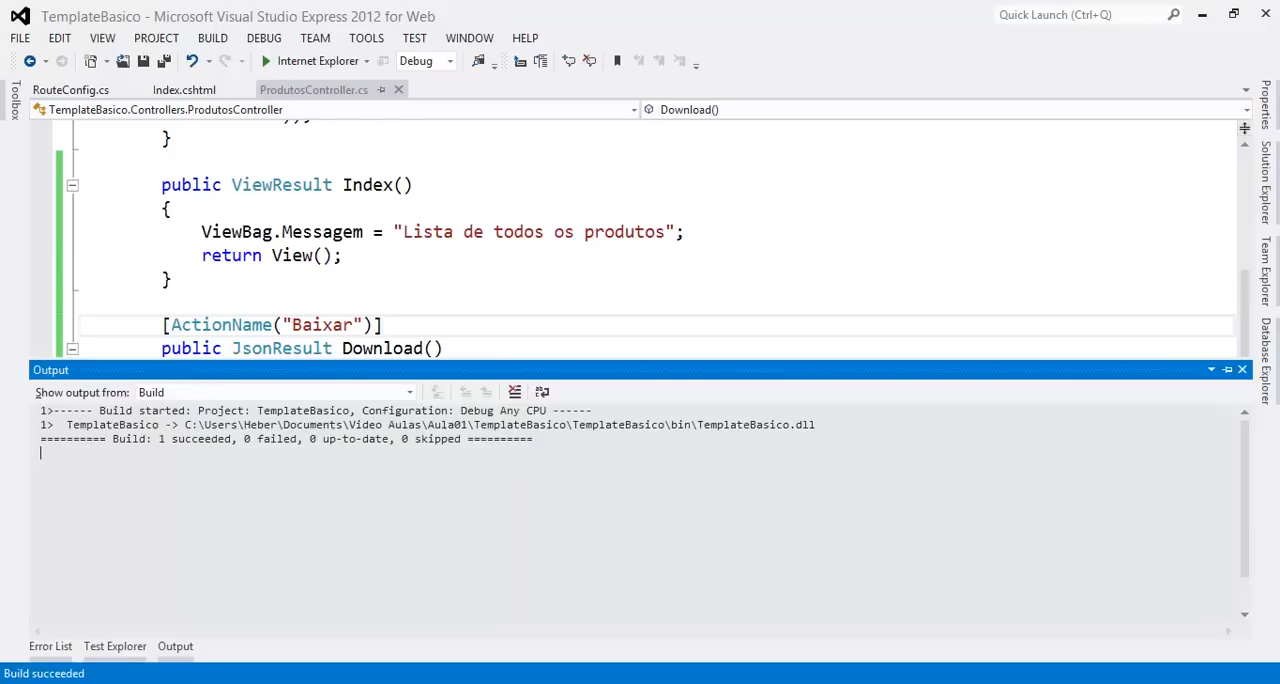 TemplateBasico - Microsoft Visual Studio Express 2012 for Web
Quick Launch (Ctrl+Q)
FILE EDIT VIEW PROJECT BUILD DEBUG TEAM TOOLS TEST WINDOW HELP
Internet Explorer Debug
RouteConfig.cs Index.cshtml ProdutosController.cs
TemplateBasico.Controllers.ProdutosController Download()
}
public ViewResult Index()
{
ViewBag.Messagem = "Lista de todos os produtos";
return View();
}
[ActionName("Baixar")]
public JsonResult Download()
Output
Show output from: Build
1>------ Build started: Project: TemplateBasico, Configuration: Debug Any CPU ------
1> TemplateBasico -> C:\Users\Heber\Documents\Video Aulas\Aula01\TemplateBasico\TemplateBasico\bin\TemplateBasico.dll
========== Build: 1 succeeded, 0 failed, 0 up-to-date, 0 skipped ==========
Error List Test Explorer Output
Build succeeded
Toolbox
Properties
Solution Explorer
Team Explorer
Database Explorer